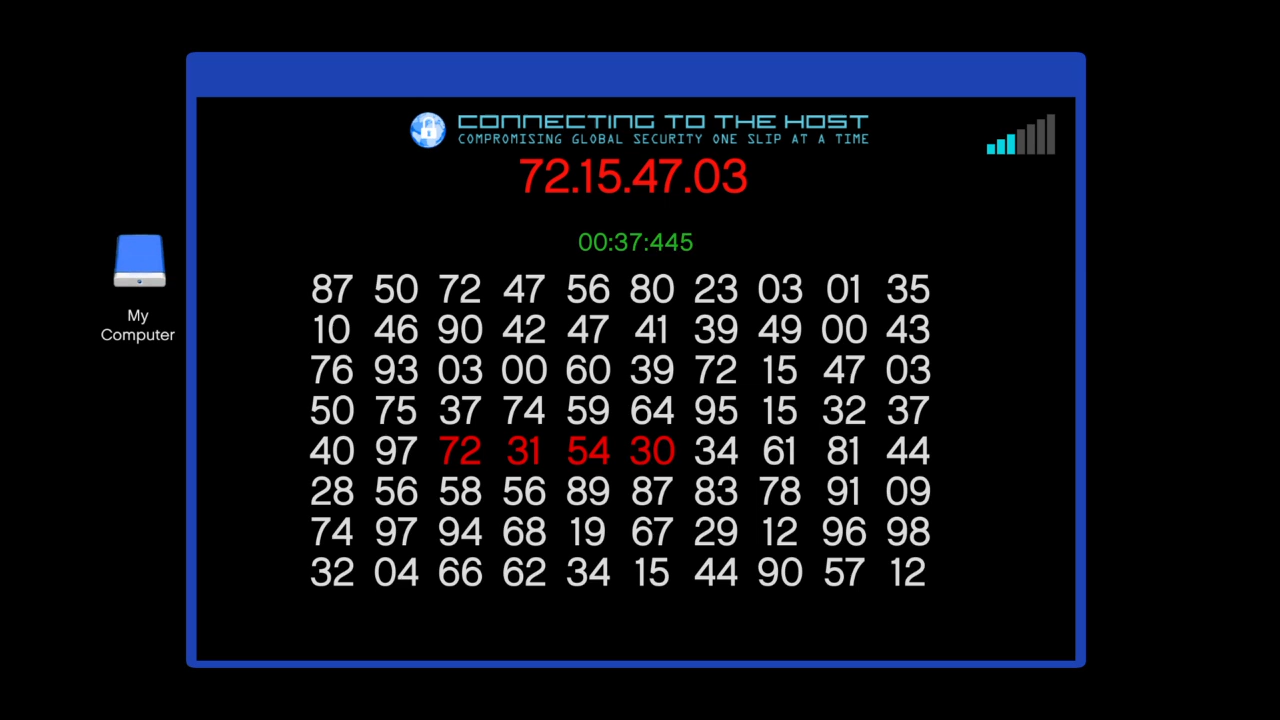 CONNECTING TO THE HOST
COMPROMISING GLOBAL SECURITY ONE SLIP AT A TIME
72.15.47.03
00:37:445
87 50 72 47 56 80 23 03 01 35
10 46 90 42 47 41 39 49 00 43
76 93 03 00 60 39 72 15 47 03
50 75 37 74 59 64 95 15 32 37
40 97 72 31 54 30 34 61 81 44
28 56 58 56 89 87 83 78 91 09
74 97 94 68 19 67 29 12 96 98
32 04 66 62 34 15 44 90 57 12
My
Computer